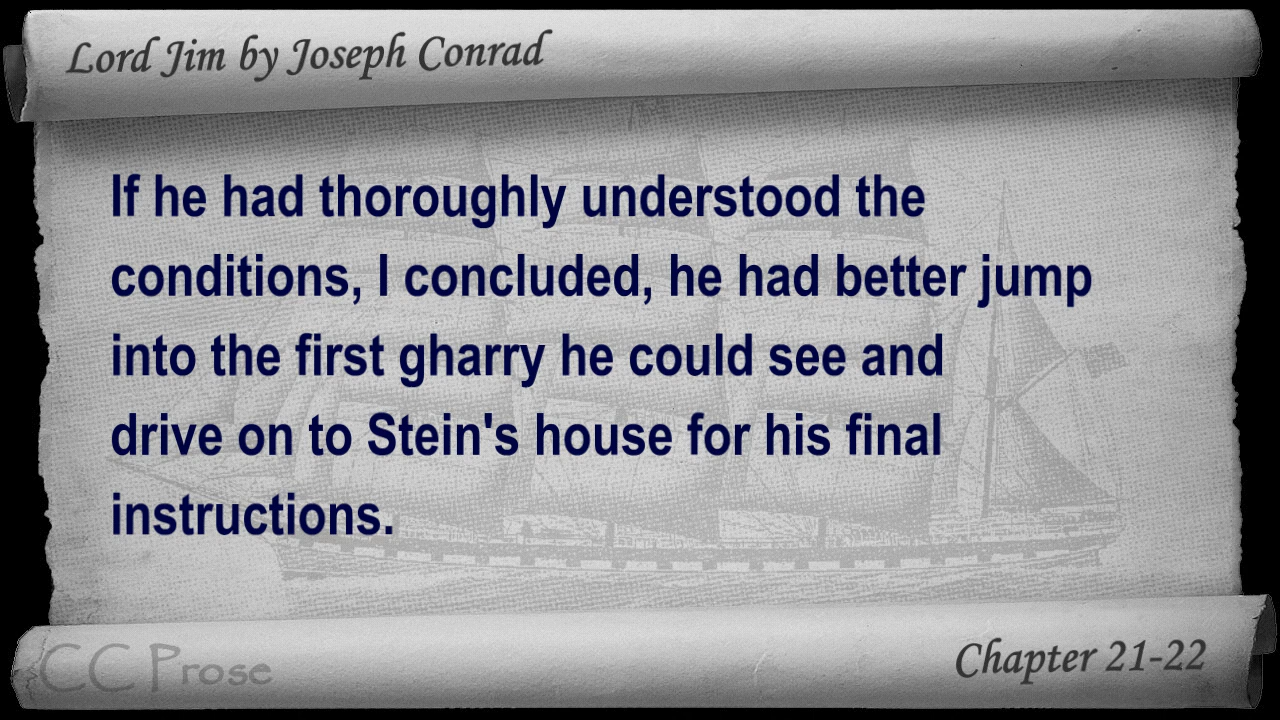 Lord Jim by Joseph Conrad
If he had thoroughly understood the
conditions, I concluded, he had better jump
into the first gharry he could see and
drive on to Stein's house for his final
instructions.
CC Prose
Chapter 21-22